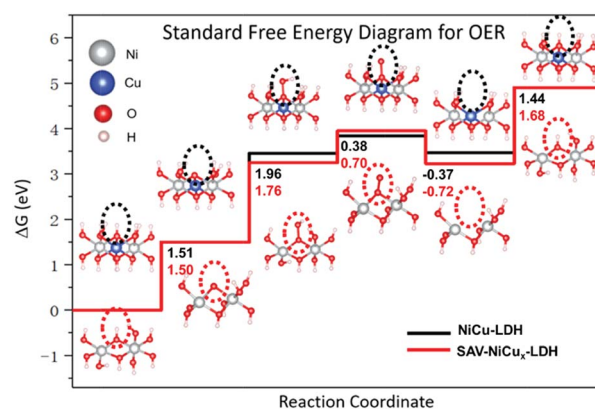 Standard Free Energy Diagram for OER
Ni
Cu
O
H
6
5
4
3
2
1
0
-1
ΔG (eV)
1.51
1.50
1.96
1.76
0.38
0.70
-0.37
-0.72
1.44
1.68
NiCu-LDH
SAV-NiCuₓ-LDH
Reaction Coordinate